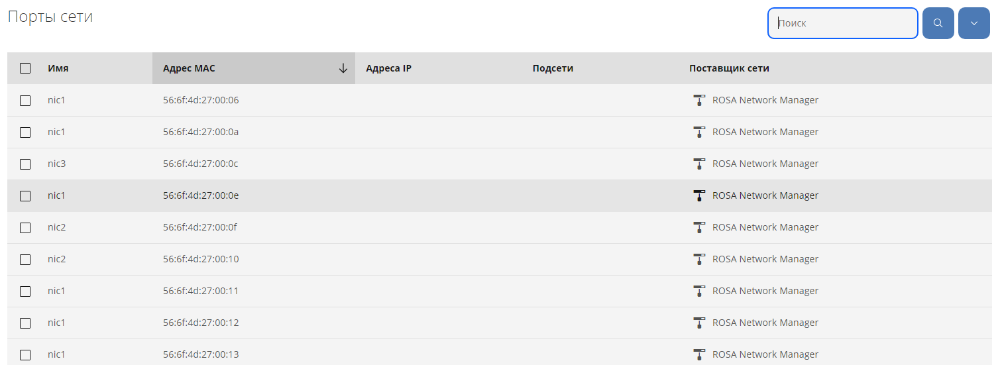 Порты сети
Поиск
Имя Адрес MAC Адреса IP Подсети Поставщик сети
nic1 56:6f:4d:27:00:06 ROSA Network Manager
nic1 56:6f:4d:27:00:0a ROSA Network Manager
nic3 56:6f:4d:27:00:0c ROSA Network Manager
nic1 56:6f:4d:27:00:0e ROSA Network Manager
nic2 56:6f:4d:27:00:0f ROSA Network Manager
nic2 56:6f:4d:27:00:10 ROSA Network Manager
nic1 56:6f:4d:27:00:11 ROSA Network Manager
nic1 56:6f:4d:27:00:12 ROSA Network Manager
nic1 56:6f:4d:27:00:13 ROSA Network Manager